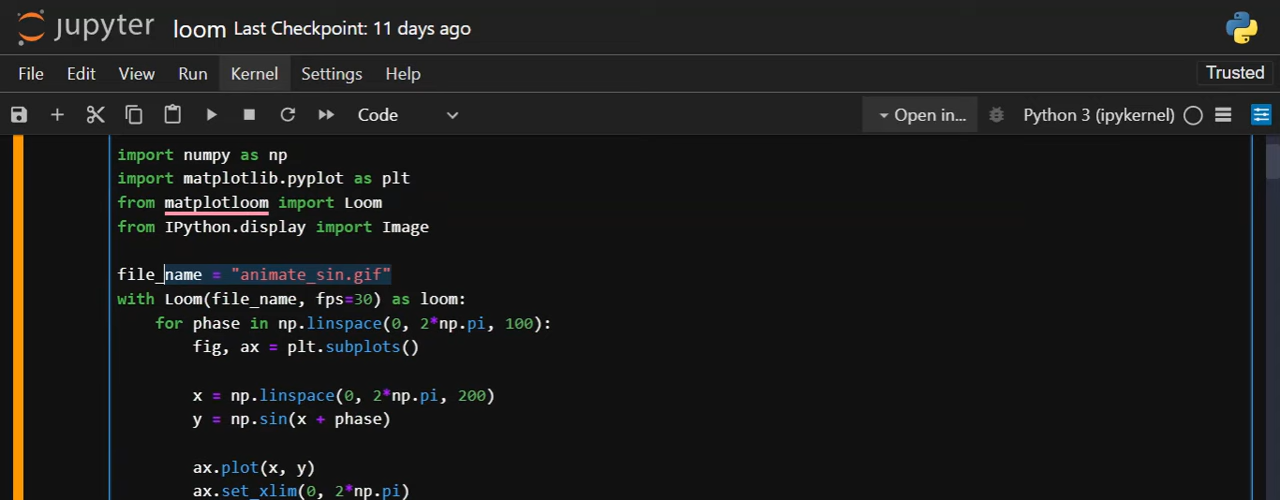 jupyter loom Last Checkpoint: 11 days ago
File Edit View Run Kernel Settings Help Trusted
Code Open in... Python 3 (ipykernel)
import numpy as np
import matplotlib.pyplot as plt
from matplotloom import Loom
from IPython.display import Image
file_name = "animate_sin.gif"
with Loom(file_name, fps=30) as loom:
    for phase in np.linspace(0, 2*np.pi, 100):
        fig, ax = plt.subplots()
        x = np.linspace(0, 2*np.pi, 200)
        y = np.sin(x + phase)
        ax.plot(x, y)
        ax.set_xlim(0, 2*np.pi)